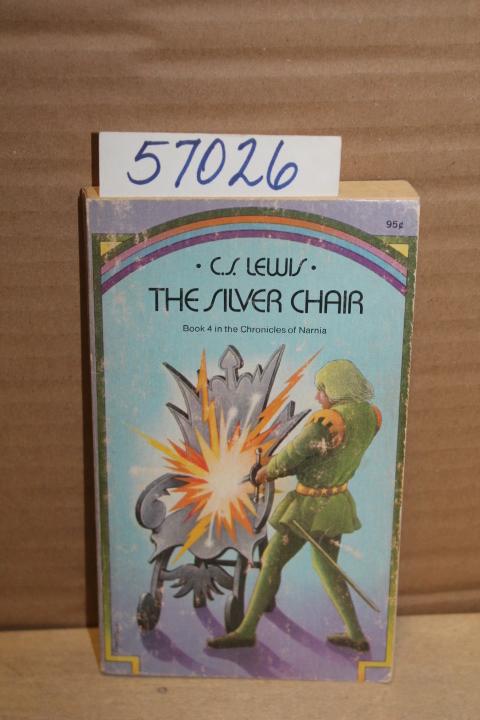 57026
95¢
• C.S. LEWIS •
THE SILVER CHAIR
Book 4 in the Chronicles of Narnia